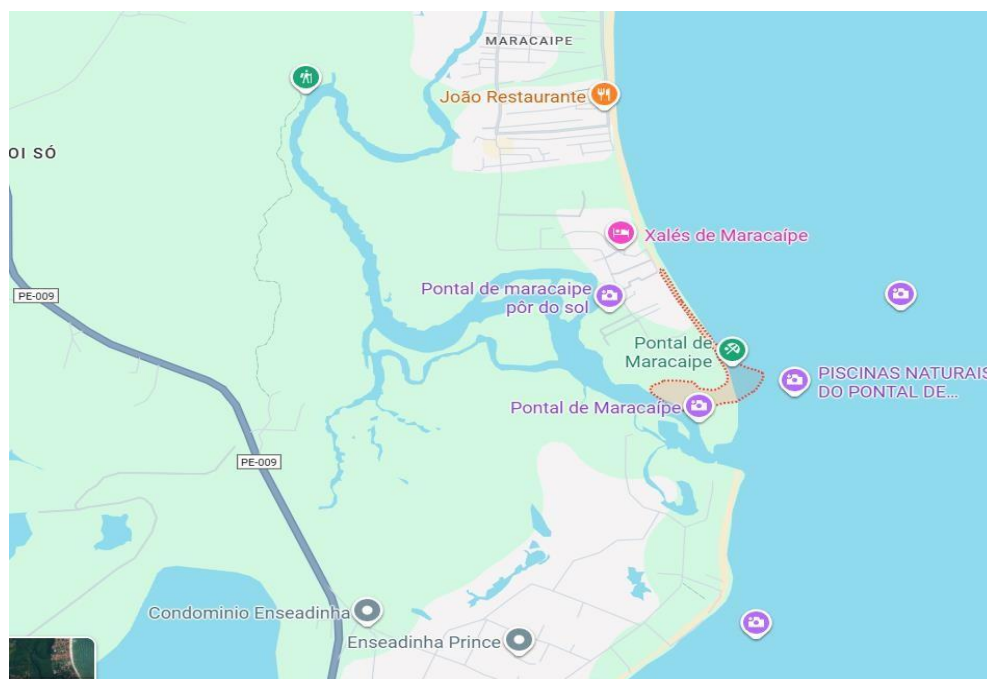 MARACAIPE
João Restaurante
OI SÓ
Xalés de Maracaípe
Pontal de maracaipe
pôr do sol
PE-009
Pontal de
Maracaipe
PISCINAS NATURAIS
DO PONTAL DE...
Pontal de Maracaípe
PE-009
Condominio Enseadinha
Enseadinha Prince